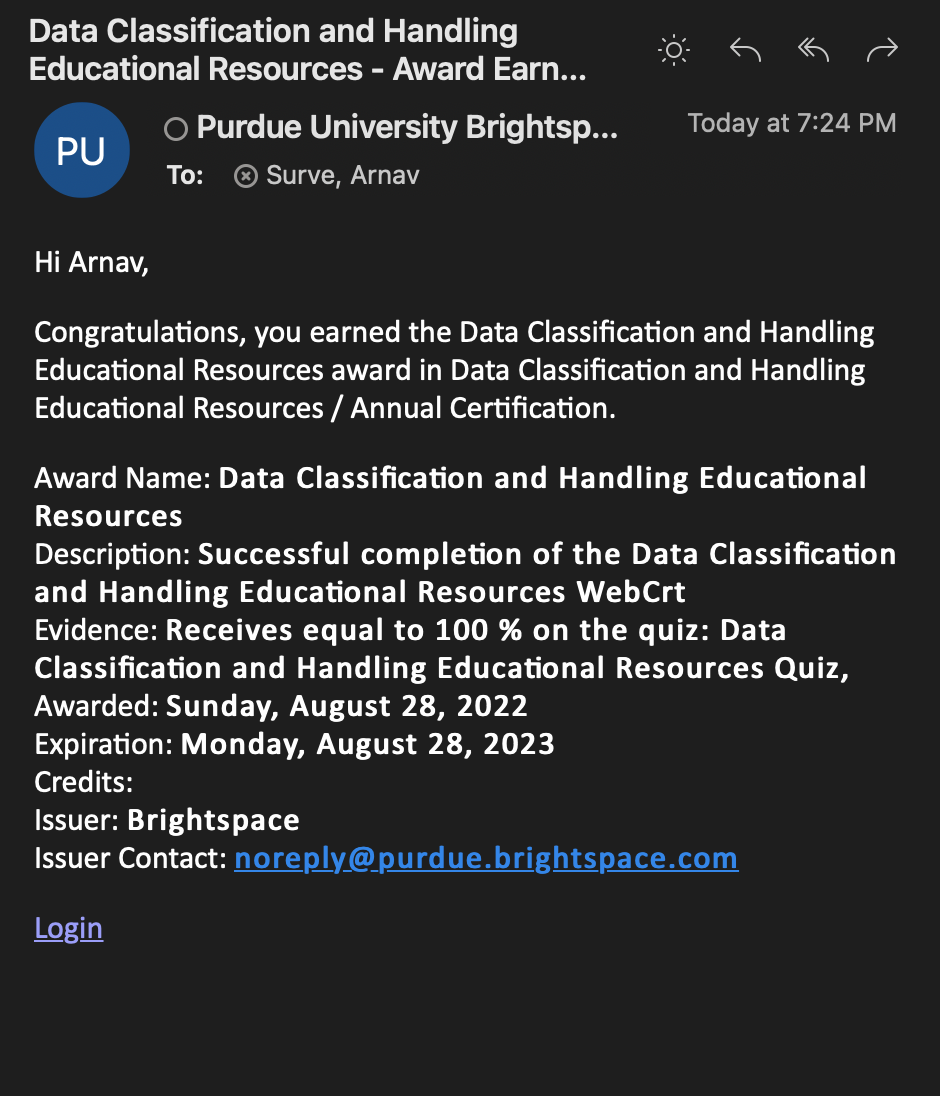 Data Classification and Handling
Educational Resources - Award Earn...
PU
Purdue University Brightsp...
Today at 7:24 PM
To: Surve, Arnav
Hi Arnav,
Congratulations, you earned the Data Classification and Handling
Educational Resources award in Data Classification and Handling
Educational Resources / Annual Certification.
Award Name: Data Classification and Handling Educational
Resources
Description: Successful completion of the Data Classification
and Handling Educational Resources WebCrt
Evidence: Receives equal to 100 % on the quiz: Data
Classification and Handling Educational Resources Quiz,
Awarded: Sunday, August 28, 2022
Expiration: Monday, August 28, 2023
Credits:
Issuer: Brightspace
Issuer Contact: noreply@purdue.brightspace.com
Login